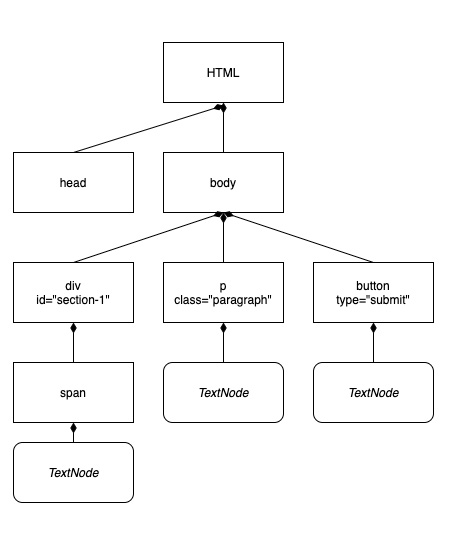 HTML
head
body
div
id="section-1"
p
class="paragraph"
button
type="submit"
span
TextNode
TextNode
TextNode